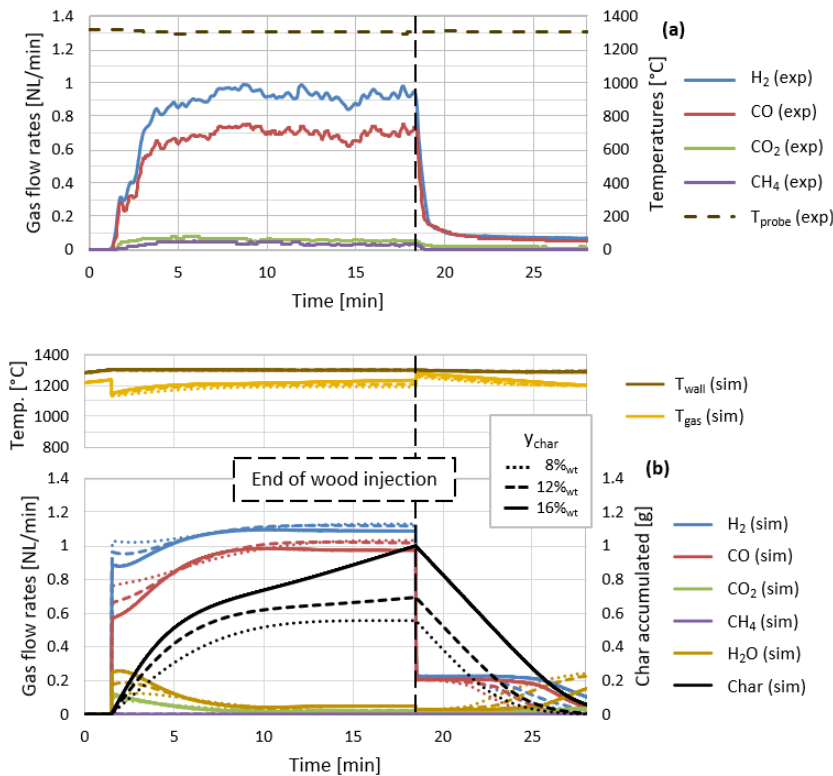 1.4 1400
1.2 1200
1 1000
0.8 800
0.6 600
0.4 400
0.2 200
0 0
Gas flow rates [NL/min]
Temperatures [°C]
0 5 10 15 20 25
Time [min]
(a)
H2 (exp)
CO (exp)
CO2 (exp)
CH4 (exp)
Tprobe (exp)
1400
1200
1000
800
Temp. [°C]
Twall (sim)
Tgas (sim)
ychar
8%wt
12%wt
16%wt
End of wood injection
(b)
1.4 1.4
1.2 1.2
1 1
0.8 0.8
0.6 0.6
0.4 0.4
0.2 0.2
0 0
Gas flow rates [NL/min]
Char accumulated [g]
0 5 10 15 20 25
Time [min]
H2 (sim)
CO (sim)
CO2 (sim)
CH4 (sim)
H2O (sim)
Char (sim)